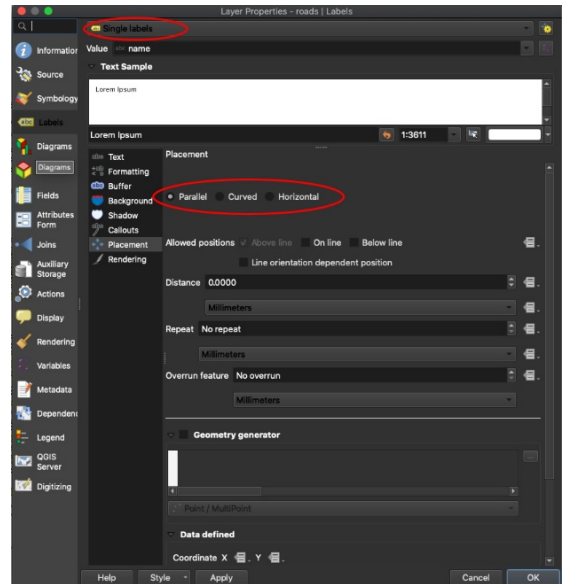 Layer Properties - roads | Labels
Single labels
Information
Value abc name
Source
Text Sample
Symbology
Lorem Ipsum
abc Labels
Lorem Ipsum 1:3611
Diagrams
Text
Placement
Diagrams
Formatting
abc Buffer
Fields
Background
Parallel Curved Horizontal
Attributes Form
Shadow
Callouts
Joins
Placement
Allowed positions Above line On line Below line
Auxiliary Storage
Rendering
Line orientation dependent position
Actions
Distance 0.0000
Display
Millimeters
Repeat No repeat
Rendering
Millimeters
Variables
Overrun feature No overrun
Metadata
Millimeters
Legend
Geometry generator
QGIS Server
Digitizing
Point / MultiPoint
Data defined
Coordinate X Y
Help Style Apply Cancel OK